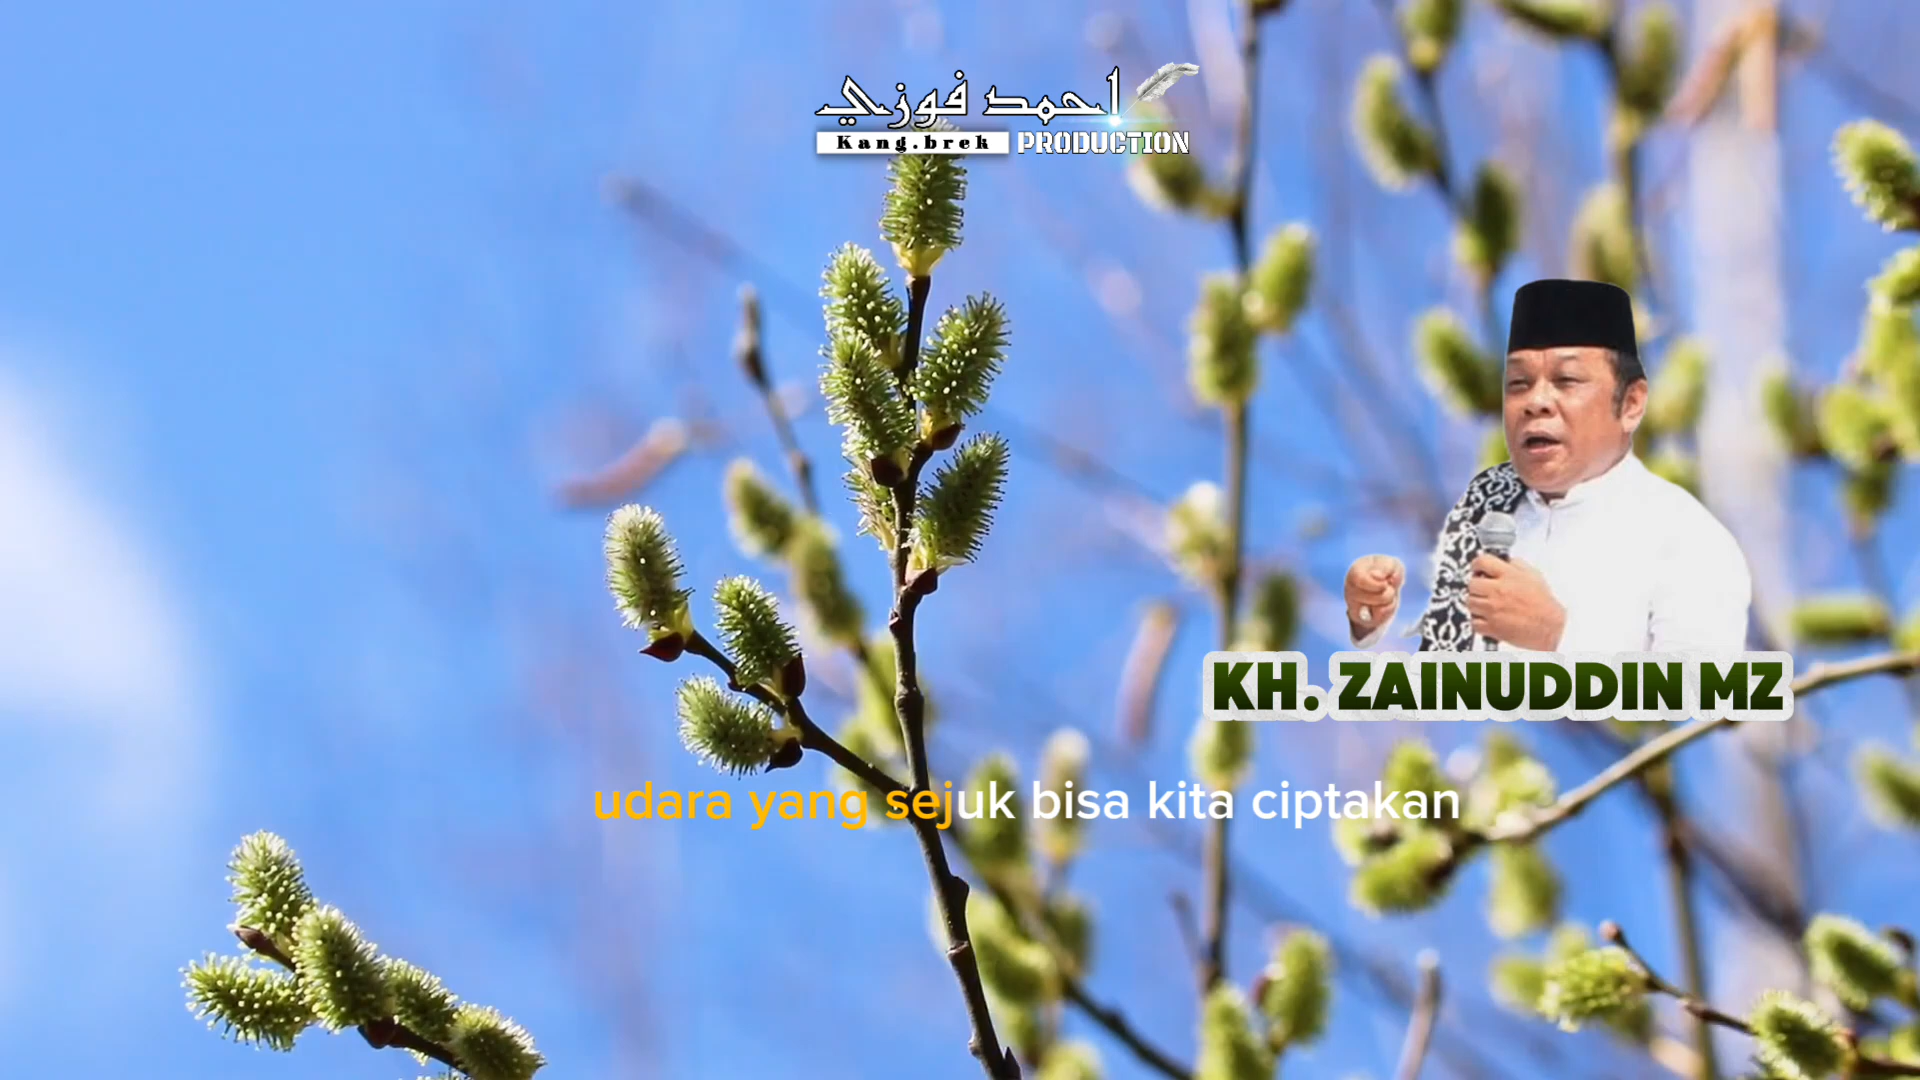 احمد فوزي
Kang.brek PRODUCTION
KH. ZAINUDDIN MZ
udara yang sejuk bisa kita ciptakan